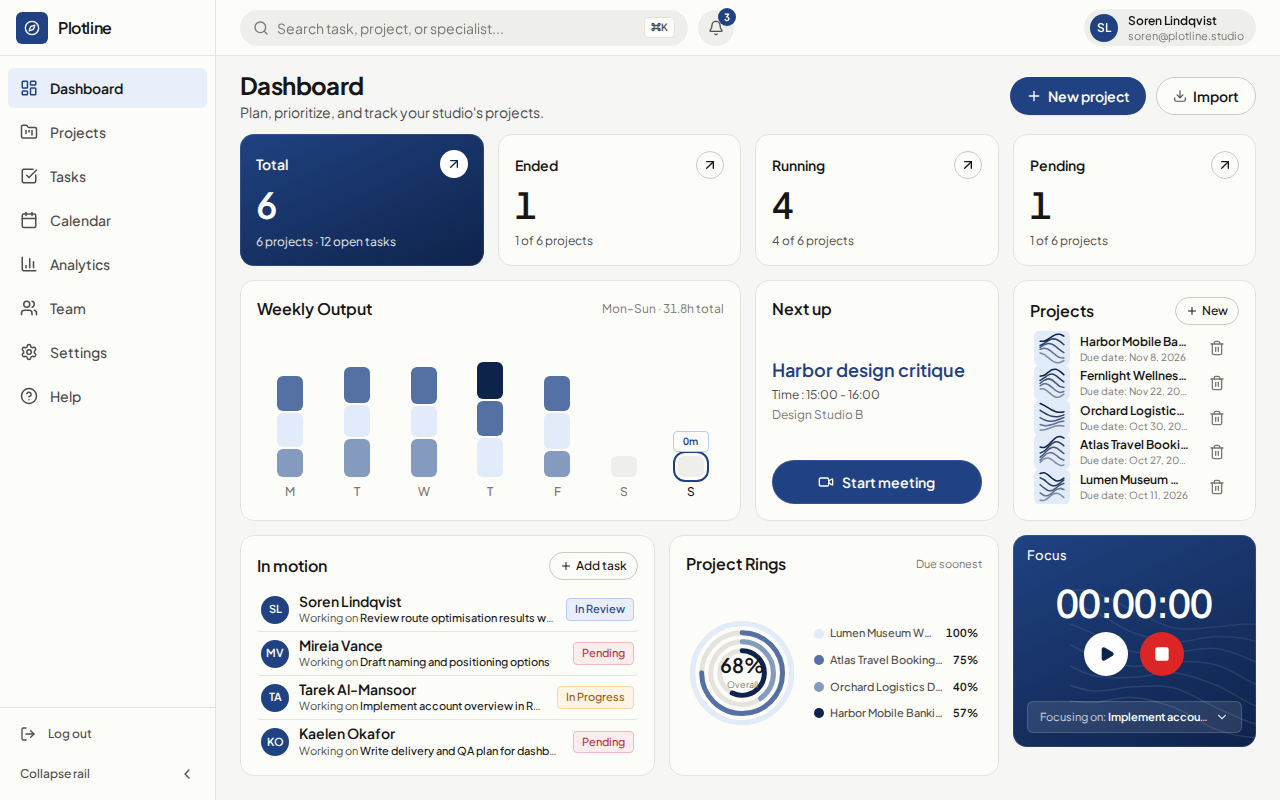 Plotline
Search task, project, or specialist...
⌘K
3
SL
Soren Lindqvist
soren@plotline.studio
Dashboard
Projects
Tasks
Calendar
Analytics
Team
Settings
Help
Log out
Collapse rail
Dashboard
Plan, prioritize, and track your studio's projects.
New project
Import
Total
6
6 projects · 12 open tasks
Ended
1
1 of 6 projects
Running
4
4 of 6 projects
Pending
1
1 of 6 projects
Weekly Output
Mon–Sun · 31.8h total
0m
M T W T F S S
Next up
Harbor design critique
Time : 15:00 - 16:00
Design Studio B
Start meeting
Projects
New
Harbor Mobile Ba...
Due date: Nov 8, 2026
Fernlight Wellnes...
Due date: Nov 22, 20...
Orchard Logistic...
Due date: Oct 30, 20...
Atlas Travel Booki...
Due date: Oct 27, 20...
Lumen Museum ...
Due date: Oct 11, 2026
In motion
Add task
SL
Soren Lindqvist
Working on Review route optimisation results w...
In Review
MV
Mireia Vance
Working on Draft naming and positioning options
Pending
TA
Tarek Al-Mansoor
Working on Implement account overview in R...
In Progress
KO
Kaelen Okafor
Working on Write delivery and QA plan for dashb...
Pending
Project Rings
Due soonest
68%
Overall
Lumen Museum W... 100%
Atlas Travel Booking... 75%
Orchard Logistics D... 40%
Harbor Mobile Banki... 57%
Focus
00:00:00
Focusing on: Implement accou...